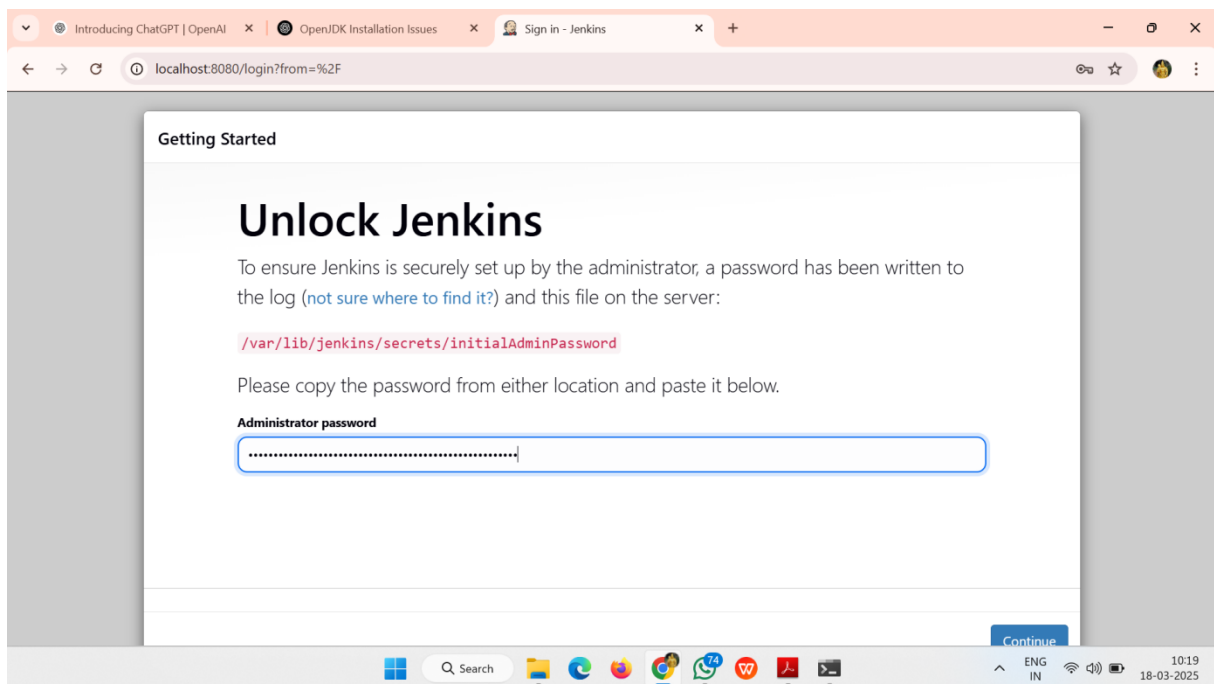 Introducing ChatGPT | OpenAI
OpenJDK Installation Issues
Sign in - Jenkins
localhost:8080/login?from=%2F
Getting Started
Unlock Jenkins
To ensure Jenkins is securely set up by the administrator, a password has been written to
the log (not sure where to find it?) and this file on the server:
/var/lib/jenkins/secrets/initialAdminPassword
Please copy the password from either location and paste it below.
Administrator password
Continue
Search
74
ENG
IN
10:19
18-03-2025